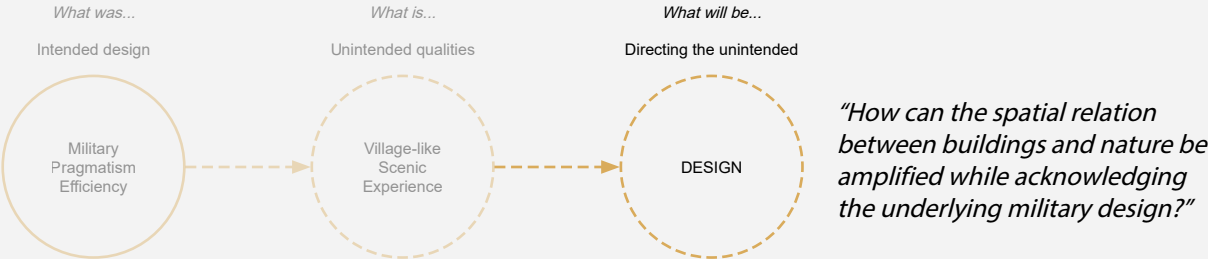 What was...
Intended design
Military
Pragmatism
Efficiency
What is...
Unintended qualities
Village-like
Scenic
Experience
What will be...
Directing the unintended
DESIGN
“How can the spatial relation
between buildings and nature be
amplified while acknowledging
the underlying military design?”